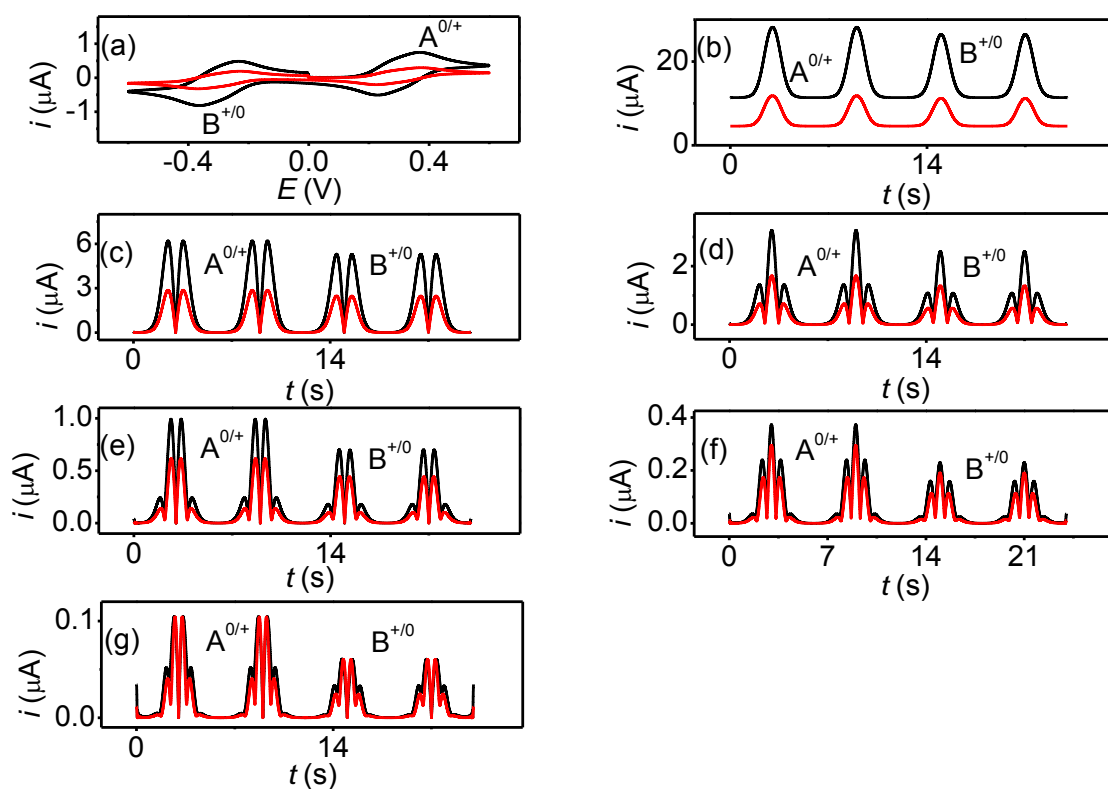 (a)
A0/+
B+/0
1
0
-1
i (μA)
-0.4
0.0
0.4
E (V)
(b)
A0/+
B+/0
20
0
i (μA)
0
14
t (s)
(c)
A0/+
B+/0
6
3
0
i (μA)
0
14
t (s)
(d)
A0/+
B+/0
2
0
i (μA)
0
14
t (s)
(e)
A0/+
B+/0
1.0
0.5
0.0
i (μA)
0
14
t (s)
(f)
A0/+
B+/0
0.4
0.2
0.0
i (μA)
0
7
14
21
t (s)
(g)
A0/+
B+/0
0.1
0.0
i (μA)
0
14
t (s)